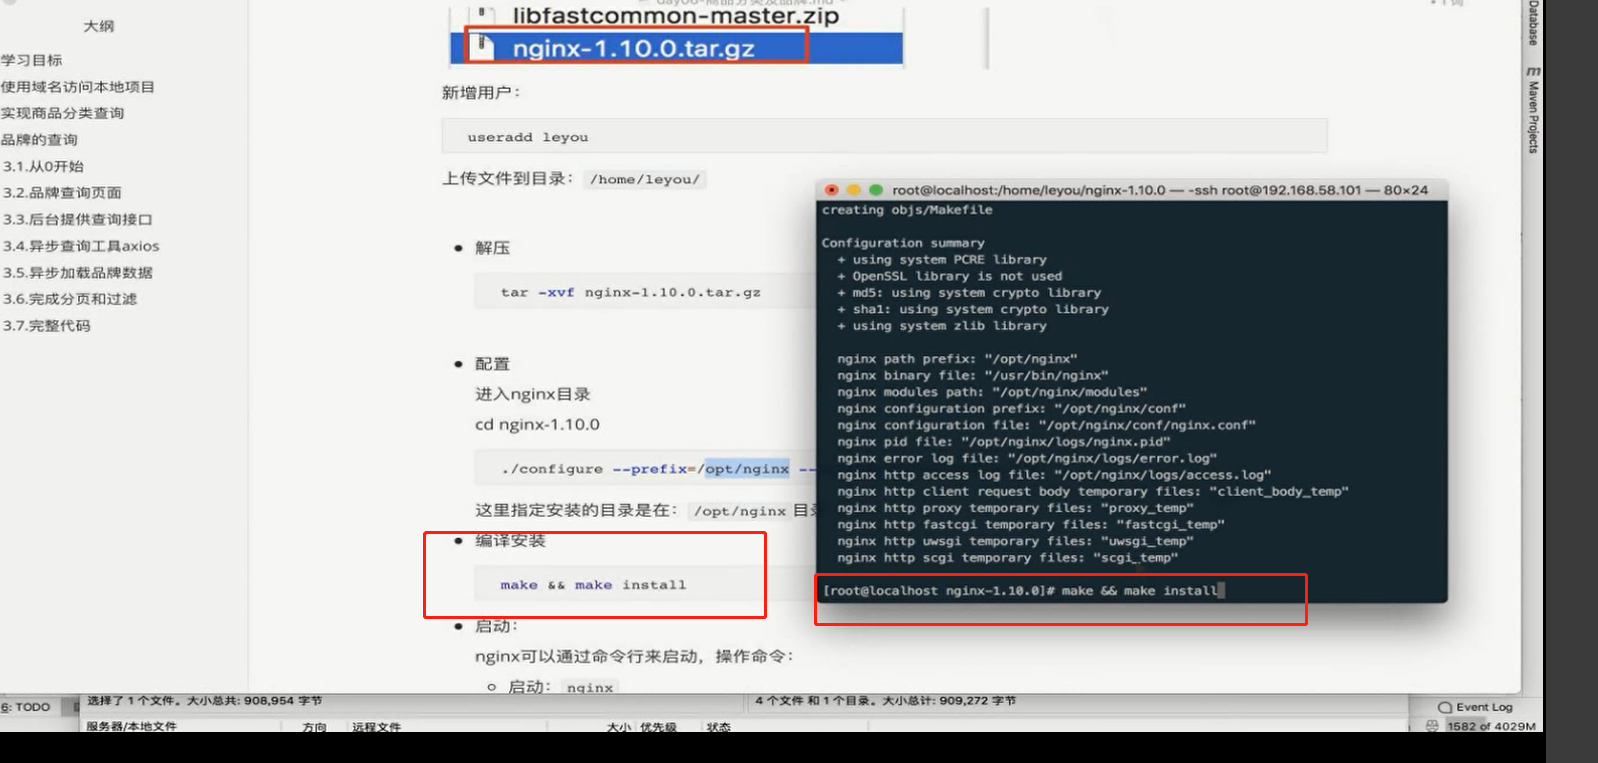 大纲
学习目标
使用域名访问本地项目
实现商品分类查询
品牌的查询
3.1.从0开始
3.2.品牌查询页面
3.3.后台提供查询接口
3.4.异步查询工具axios
3.5.异步加载品牌数据
3.6.完成分页和过滤
3.7.完整代码
libfastcommon-master.zip
nginx-1.10.0.tar.gz
新增用户：
useradd leyou
上传文件到目录： /home/leyou/
解压
tar -xvf nginx-1.10.0.tar.gz
配置
进入nginx目录
cd nginx-1.10.0
./configure --prefix=/opt/nginx --
这里指定安装的目录是在： /opt/nginx 目
编译安装
make && make install
启动：
nginx可以通过命令行来启动，操作命令：
启动： nginx
root@localhost:/home/leyou/nginx-1.10.0 — -ssh root@192.168.58.101 — 80×24
creating objs/Makefile
Configuration summary
+ using system PCRE library
+ OpenSSL library is not used
+ md5: using system crypto library
+ sha1: using system crypto library
+ using system zlib library
nginx path prefix: "/opt/nginx"
nginx binary file: "/usr/bin/nginx"
nginx modules path: "/opt/nginx/modules"
nginx configuration prefix: "/opt/nginx/conf"
nginx configuration file: "/opt/nginx/conf/nginx.conf"
nginx pid file: "/opt/nginx/logs/nginx.pid"
nginx error log file: "/opt/nginx/logs/error.log"
nginx http access log file: "/opt/nginx/logs/access.log"
nginx http client request body temporary files: "client_body_temp"
nginx http proxy temporary files: "proxy_temp"
nginx http fastcgi temporary files: "fastcgi_temp"
nginx http uwsgi temporary files: "uwsgi_temp"
nginx http scgi temporary files: "scgi_temp"
[root@localhost nginx-1.10.0]# make && make install
Database
m Maven Projects
6: TODO
选择了 1 个文件。大小总共: 908,954 字节
4 个文件 和 1 个目录。大小总计: 909,272 字节
Event Log
服务器/本地文件 方向 远程文件 大小 优先级 状态
1582 of 4029M